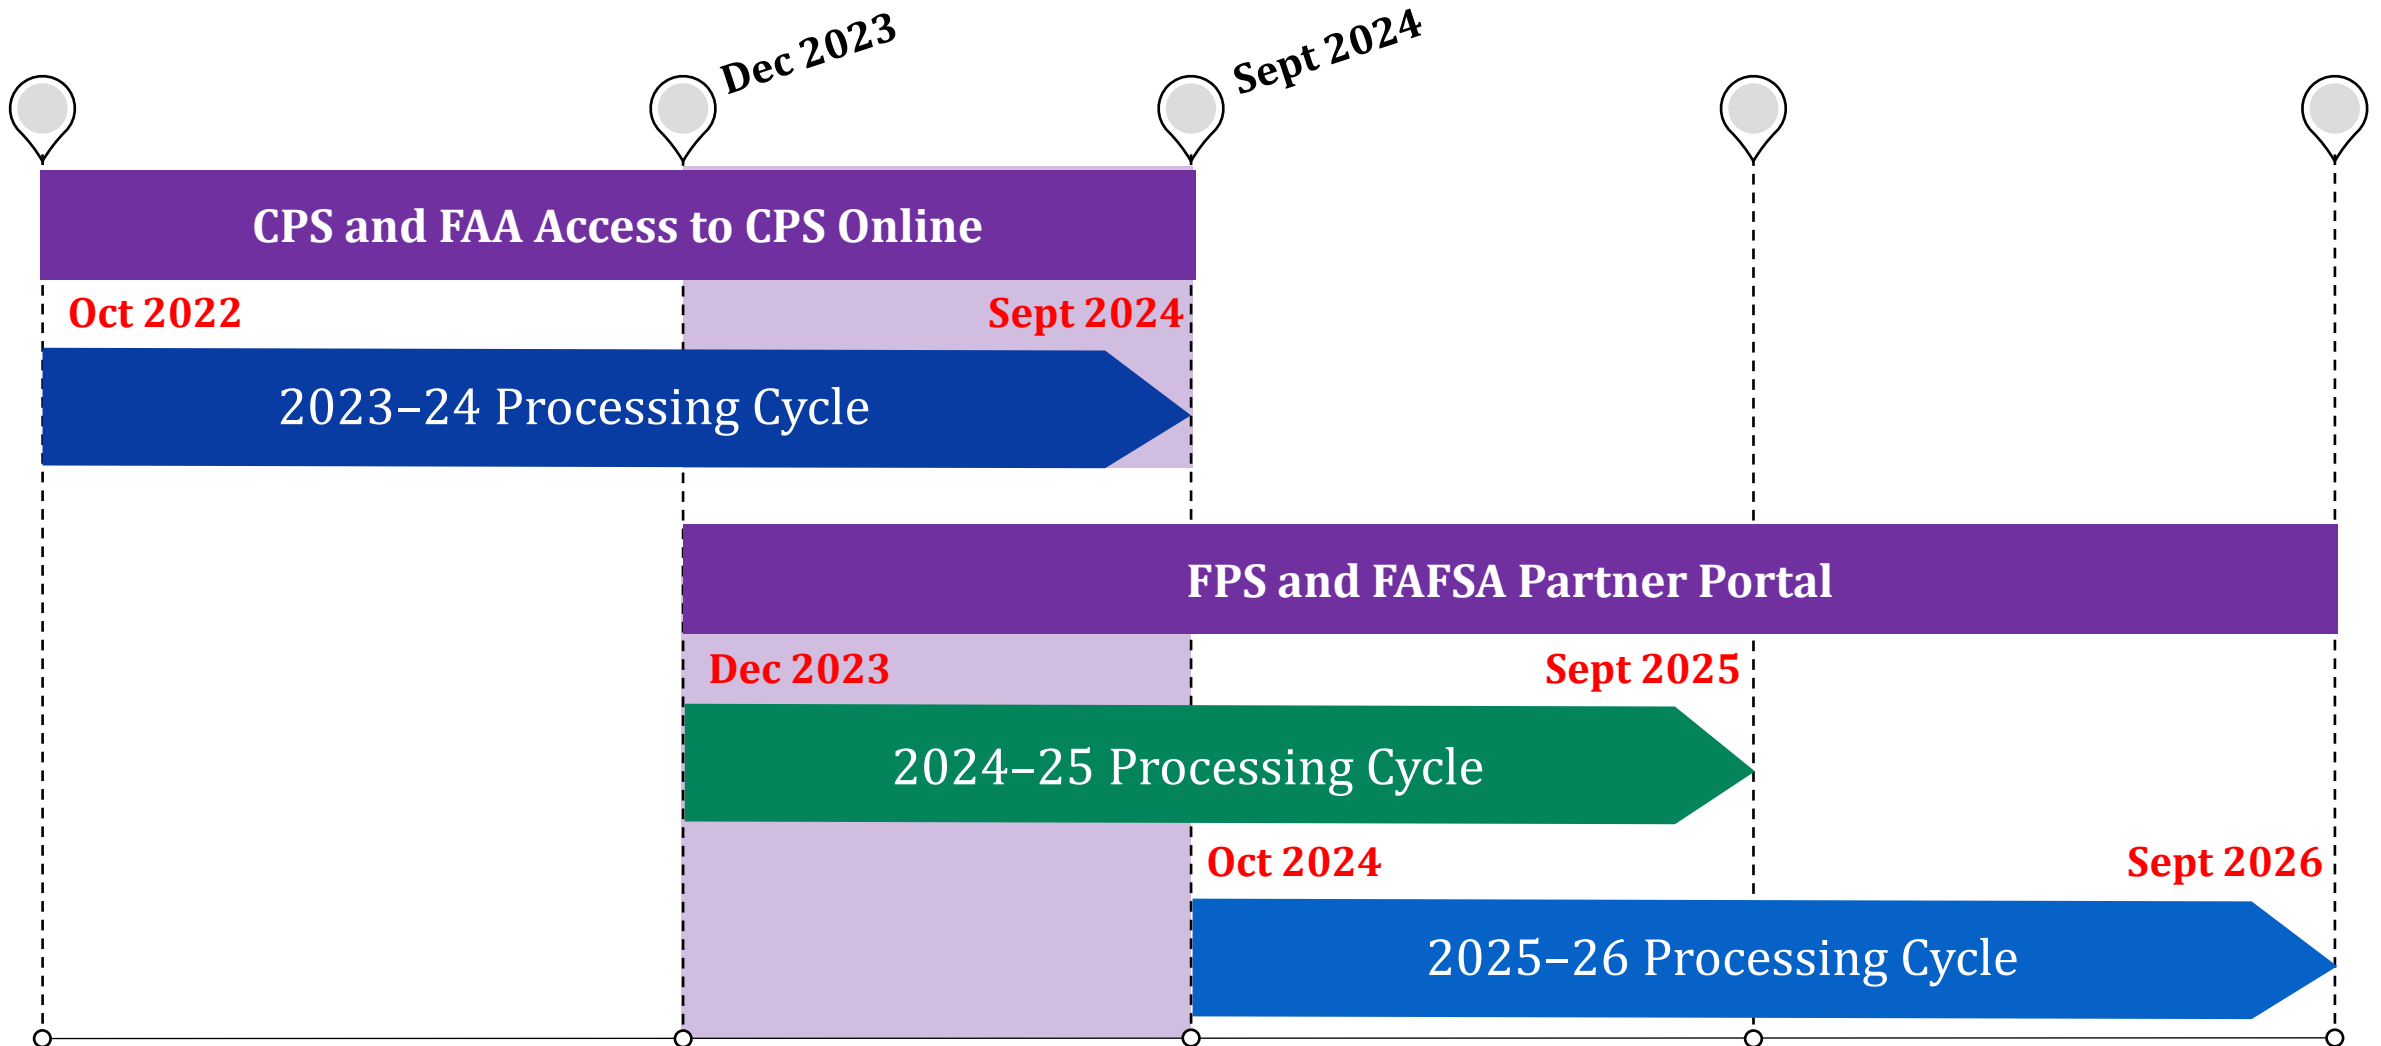 Dec 2023
Sept 2024
CPS and FAA Access to CPS Online
Oct 2022
Sept 2024
2023–24 Processing Cycle
FPS and FAFSA Partner Portal
Dec 2023
Sept 2025
2024–25 Processing Cycle
Oct 2024
Sept 2026
2025–26 Processing Cycle